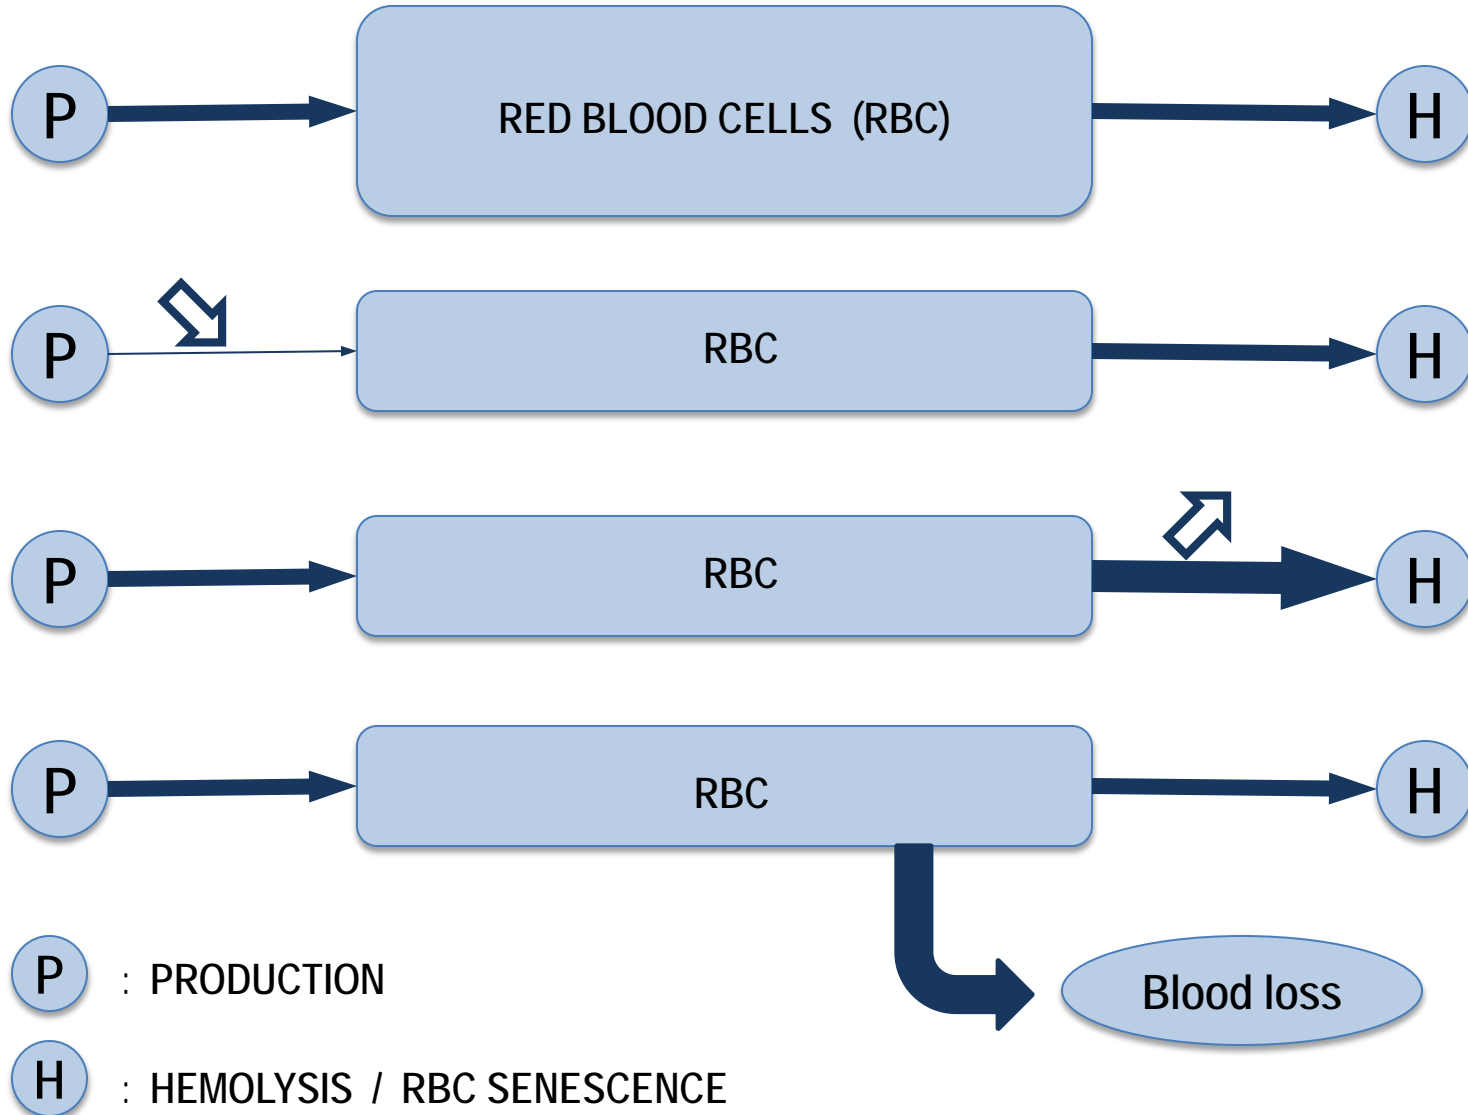 P RED BLOOD CELLS (RBC) H
P RBC H
P RBC H
P RBC H
P : PRODUCTION
Blood loss
H : HEMOLYSIS / RBC SENESCENCE